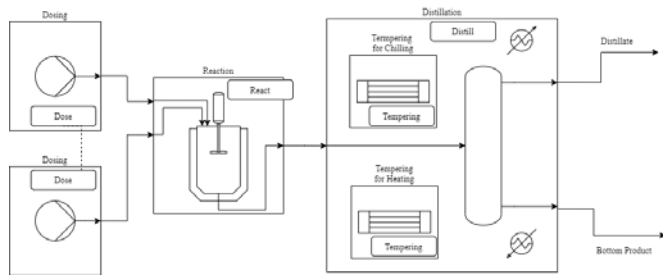 Dosing
Dose
Dosing
Dose
Reaction
React
Distillation
Distill
Tempering
for Chilling
Tempering
Tempering
for Heating
Tempering
Distillate
Bottom Product